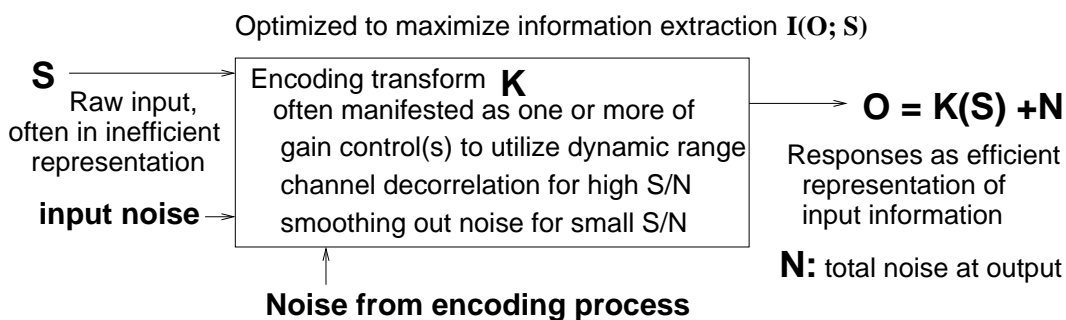 Optimized to maximize information extraction I(O; S)
S
Raw input,
often in inefficient
representation
input noise
Encoding transform K
often manifested as one or more of
gain control(s) to utilize dynamic range
channel decorrelation for high S/N
smoothing out noise for small S/N
Noise from encoding process
O = K(S) +N
Responses as efficient
representation of
input information
N: total noise at output